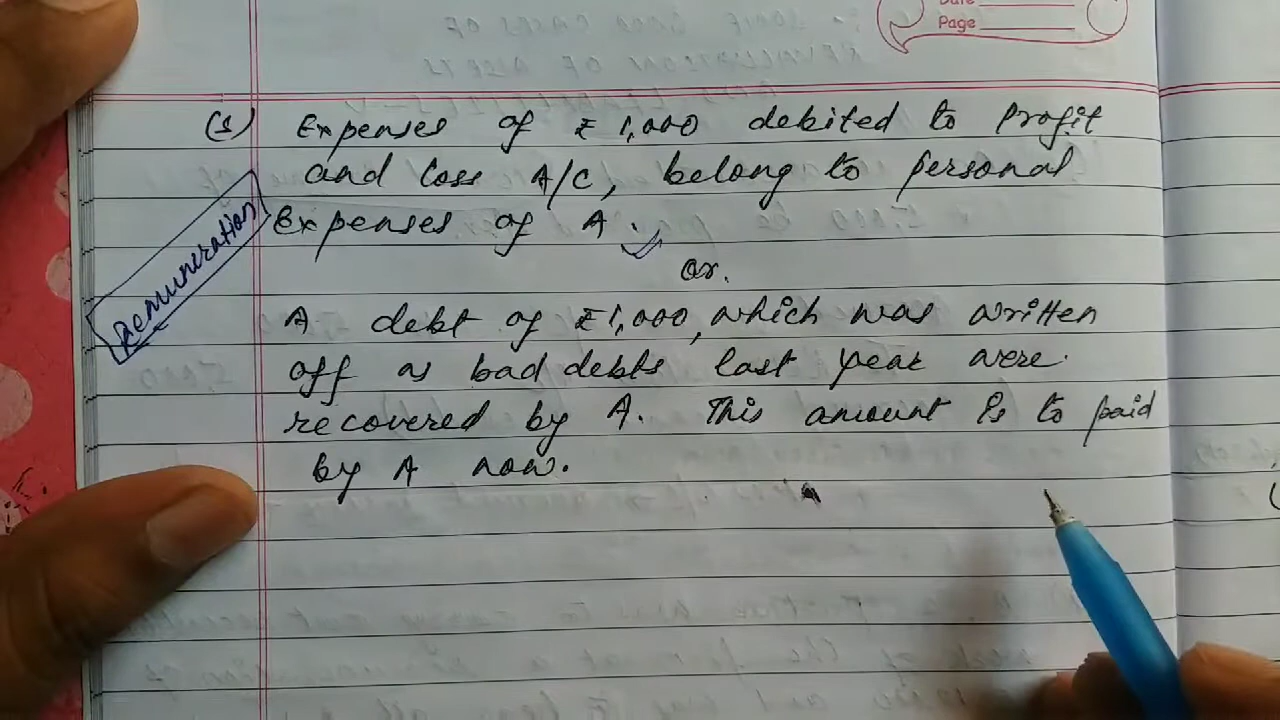 Date
Page
(1) Expenses of ₹1,000 debited to Profit
and Loss A/C, belong to personal
Expenses of A.
or.
A debt of ₹1,000, which was written
off as bad debts last year were
recovered by A. This amount is to paid
by A now.
Remuneration